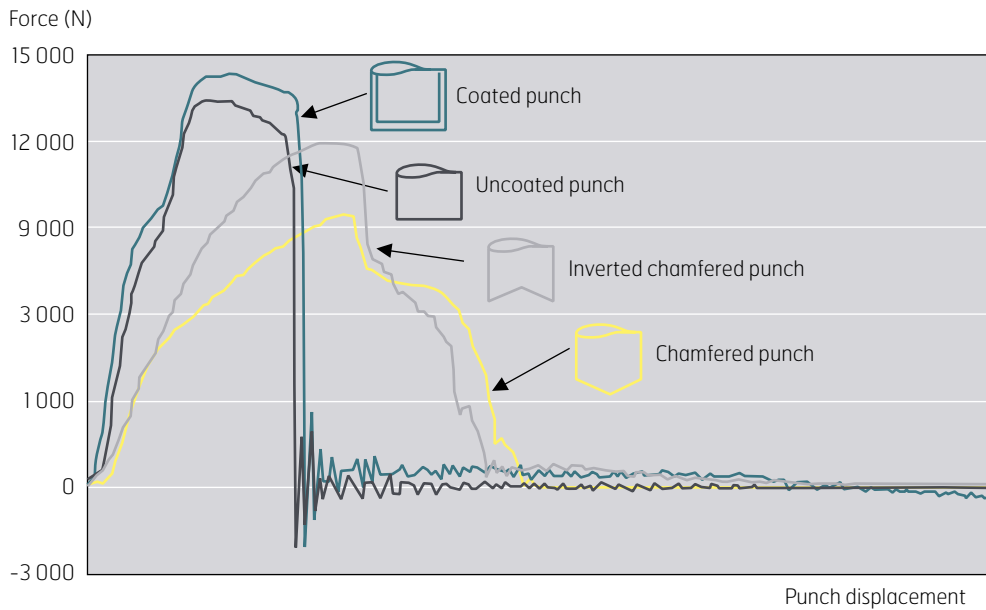 Force (N)
15 000
Coated punch
12 000
Uncoated punch
9 000
Inverted chamfered punch
3 000
Chamfered punch
1 000
0
-3 000
Punch displacement